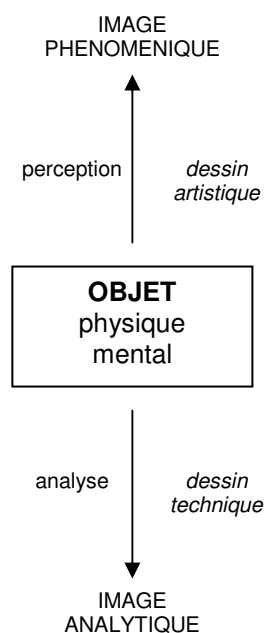 IMAGE
PHENOMENIQUE
perception
dessin
artistique
OBJET
physique
mental
analyse
dessin
technique
IMAGE
ANALYTIQUE